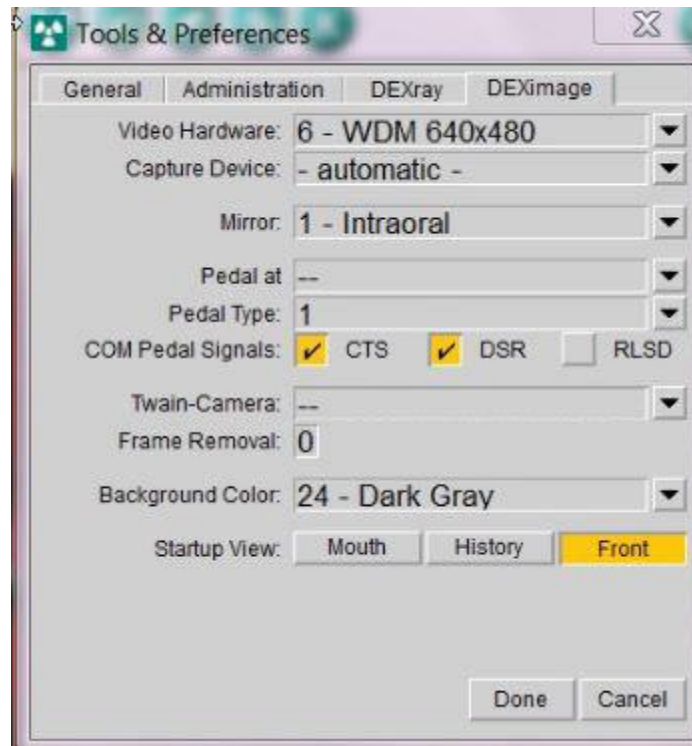 Tools & Preferences
General Administration DEXray DEXimage
Video Hardware: 6 - WDM 640x480
Capture Device: - automatic -
Mirror: 1 - Intraoral
Pedal at --
Pedal Type: 1
COM Pedal Signals: CTS DSR RLSD
Twain-Camera: --
Frame Removal: 0
Background Color: 24 - Dark Gray
Startup View: Mouth History Front
Done Cancel